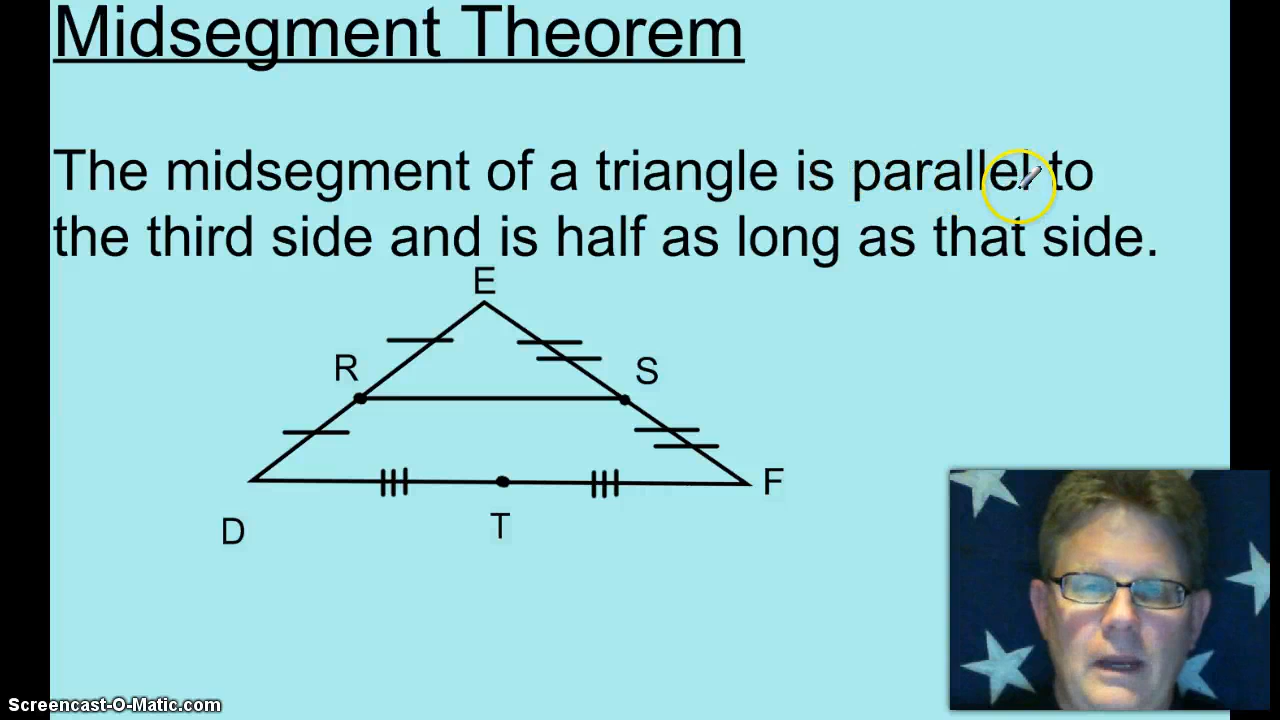 Midsegment Theorem
The midsegment of a triangle is parallel to
the third side and is half as long as that side.
E
R
S
D
T
F
Screencast-O-Matic.com